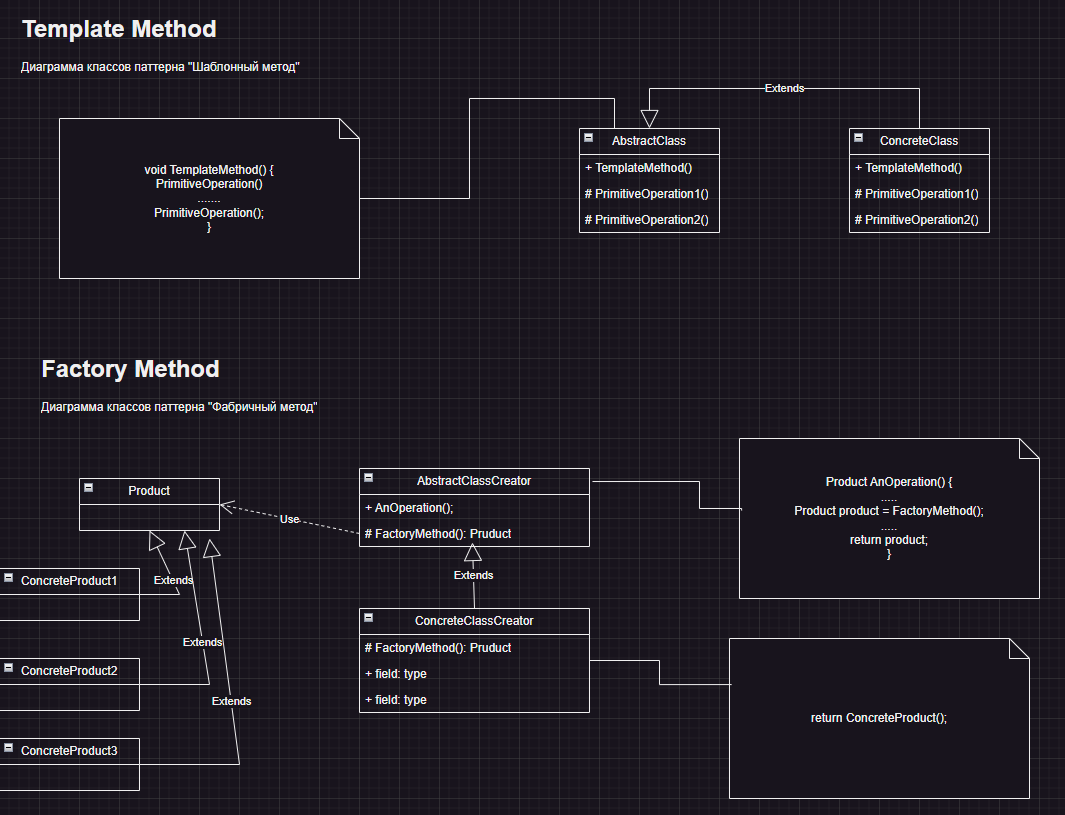 Template Method
Диаграмма классов паттерна "Шаблонный метод"
Extends
void TemplateMethod() {
PrimitiveOperation()
.......
PrimitiveOperation();
}
AbstractClass
+ TemplateMethod()
# PrimitiveOperation1()
# PrimitiveOperation2()
ConcreteClass
+ TemplateMethod()
# PrimitiveOperation1()
# PrimitiveOperation2()
Factory Method
Диаграмма классов паттерна "Фабричный метод"
Product
Use
AbstractClassCreator
+ AnOperation();
# FactoryMethod(): Pruduct
Product AnOperation() {
.....
Product product = FactoryMethod();
.....
return product;
}
ConcreteProduct1
Extends
Extends
ConcreteClassCreator
# FactoryMethod(): Pruduct
+ field: type
+ field: type
Extends
ConcreteProduct2
Extends
return ConcreteProduct();
ConcreteProduct3